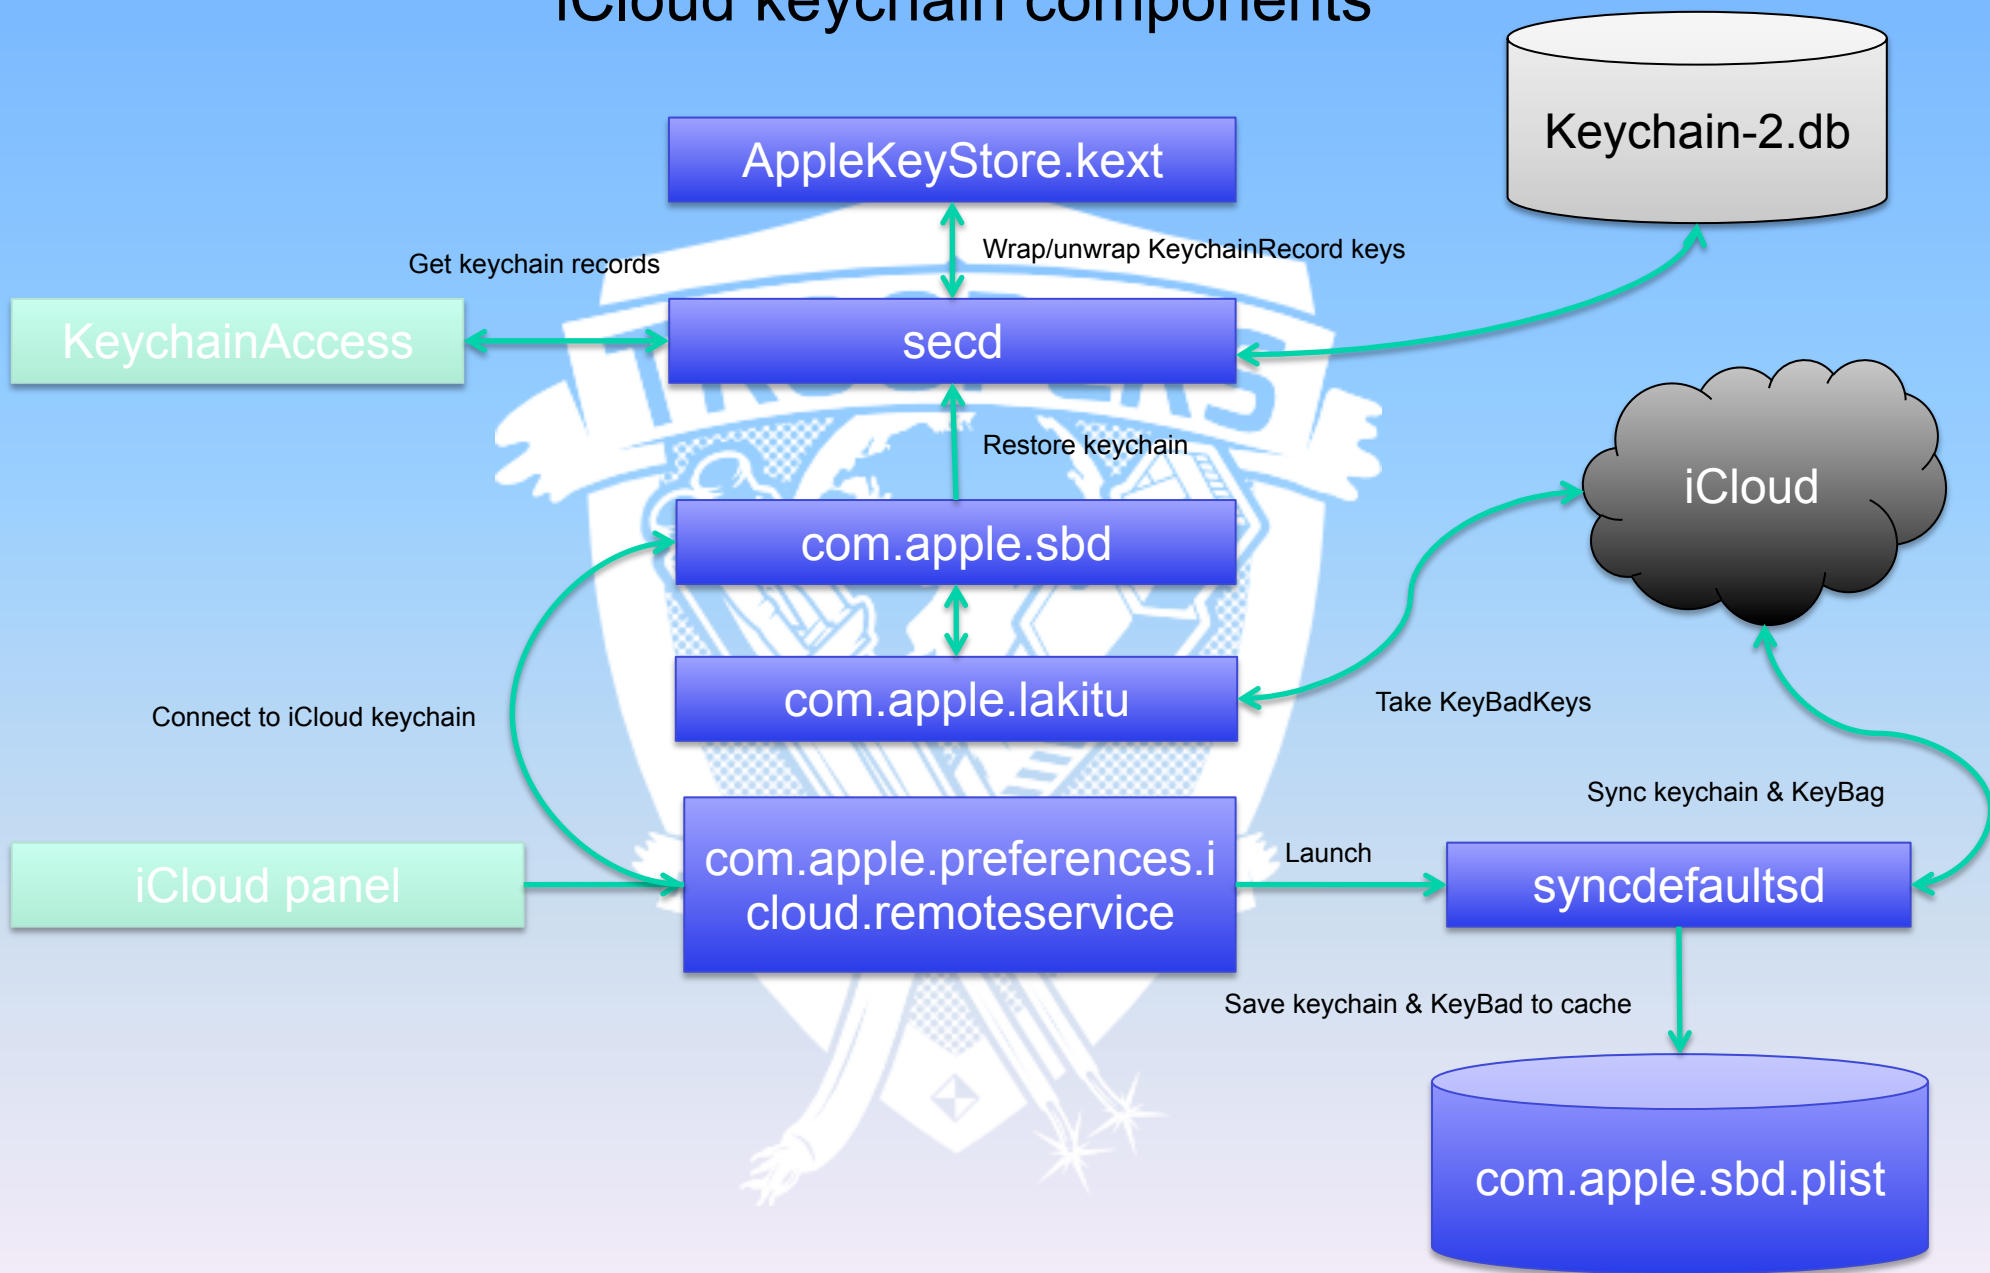 iCloud keychain components
Keychain-2.db
AppleKeyStore.kext
Wrap/unwrap KeychainRecord keys
Get keychain records
KeychainAccess
secd
TROOPERS
Restore keychain
iCloud
com.apple.sbd
com.apple.lakitu
Take KeyBadKeys
Connect to iCloud keychain
Sync keychain & KeyBag
com.apple.preferences.i
cloud.remoteservice
Launch
iCloud panel
syncdefaultsd
Save keychain & KeyBad to cache
com.apple.sbd.plist